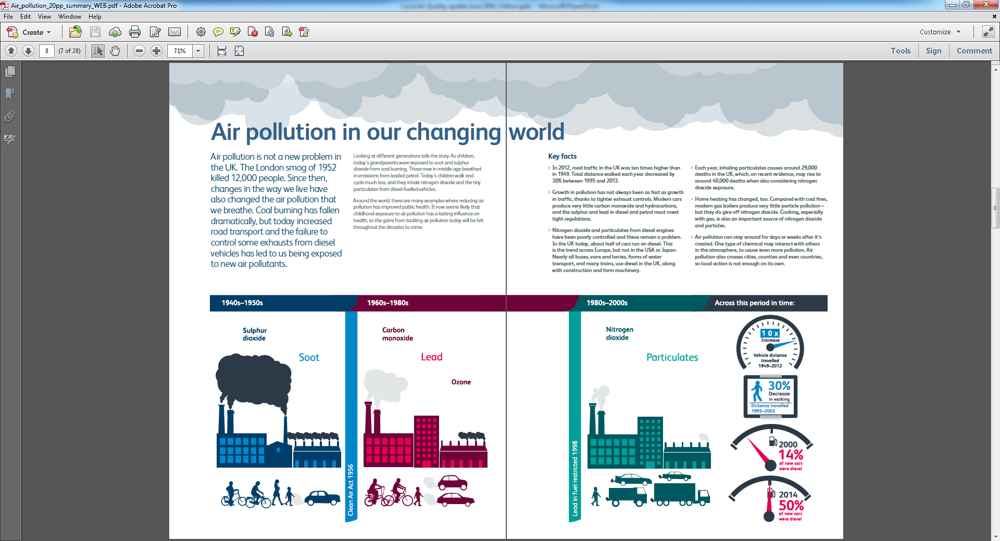 Air_pollution_20pp_summary_WEB.pdf - Adobe Acrobat Pro
File Edit View Window Help
Create
Customize
8 (7 of 20)
71%
Tools Sign Comment
Air pollution in our changing world
Air pollution is not a new problem in
the UK. The London smog of 1952
killed 12,000 people. Since then,
changes in the way we live have
also changed the air pollution that
we breathe. Coal burning has fallen
dramatically, but today increased
road transport and the failure to
control some exhausts from diesel
vehicles has led to us being exposed
to new air pollutants.
Looking at different generations tells the story. As children,
today's grandparents were exposed to soot and sulphur
dioxide from coal burning. Those now in middle age breathed
in emissions from leaded petrol. Today's children walk and
cycle much less, and they inhale nitrogen dioxide and the tiny
particulates from diesel-fuelled vehicles.
Around the world, there are many examples where reducing air
pollution has improved public health. It now seems likely that
childhood exposure to air pollution has a lasting influence on
health, so the gains from tackling air pollution today will be felt
throughout the decades to come.
Key facts
> In 2012, road traffic in the UK was ten times higher than
in 1949. Total distance walked each year decreased by
30% between 1995 and 2013.
> Growth in pollution has not always been as fast as growth
in traffic, thanks to tighter exhaust controls. Modern cars
produce very little carbon monoxide and hydrocarbons,
and the sulphur and lead in diesel and petrol must meet
tight regulations.
> Nitrogen dioxide and particulates from diesel engines
have been poorly controlled and these remain a problem.
In the UK today, about half of cars run on diesel. This
is the trend across Europe, but not in the USA or Japan.
Nearly all buses, vans and lorries, forms of water
transport, and many trains, use diesel in the UK, along
with construction and farm machinery.
> Each year, inhaling particulates causes around 29,000
deaths in the UK, which, on recent evidence, may rise to
around 40,000 deaths when also considering nitrogen
dioxide exposure.
> Home heating has changed, too. Compared with coal fires,
modern gas boilers produce very little particle pollution –
but they do give off nitrogen dioxide. Cooking, especially
with gas, is also an important source of nitrogen dioxide
and particles.
> Air pollution can stay around for days or weeks after it's
created. One type of chemical may interact with others
in the atmosphere, to cause even more pollution. Air
pollution also crosses cities, counties and even countries,
so local action is not enough on its own.
1940s–1950s
Sulphur
dioxide
Soot
Clean Air Act 1956
1960s–1980s
Carbon
monoxide
Lead
Ozone
Lead in fuel restricted 1998
1980s–2000s
Nitrogen
dioxide
Particulates
Across this period in time:
10x
Increase
Vehicle distance
travelled
1949–2012
30%
Decrease
in walking
Distance travelled
1995–2003
2000
14%
of new cars
were diesel
2014
50%
of new cars
were diesel